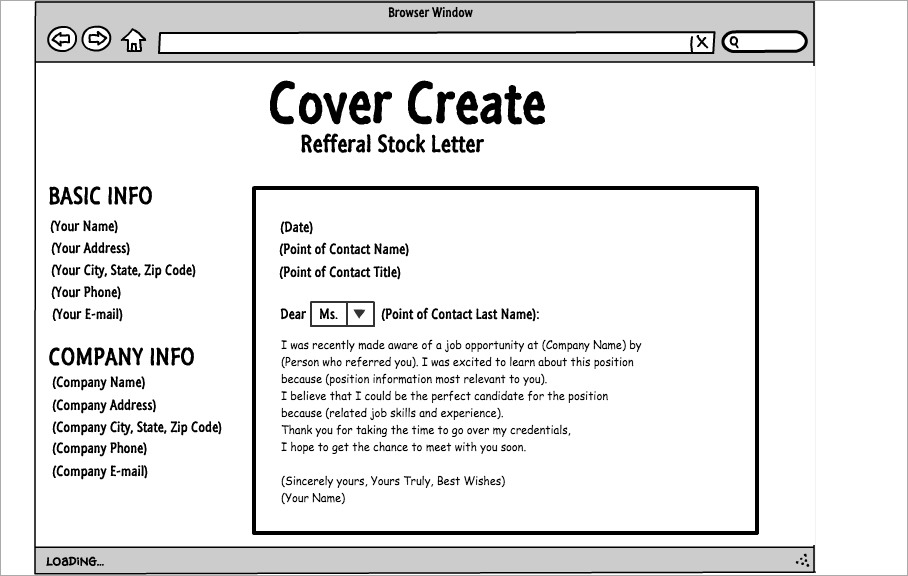 Browser Window
X
Cover Create
Refferal Stock Letter
BASIC INFO
(Your Name)
(Your Address)
(Your City, State, Zip Code)
(Your Phone)
(Your E-mail)
COMPANY INFO
(Company Name)
(Company Address)
(Company City, State, Zip Code)
(Company Phone)
(Company E-mail)
(Date)
(Point of Contact Name)
(Point of Contact Title)
Dear Ms. (Point of Contact Last Name):
I was recently made aware of a job opportunity at (Company Name) by
(Person who referred you). I was excited to learn about this position
because (position information most relevant to you).
I believe that I could be the perfect candidate for the position
because (related job skills and experience).
Thank you for taking the time to go over my credentials,
I hope to get the chance to meet with you soon.
(Sincerely yours, Yours Truly, Best Wishes)
(Your Name)
LOADING...